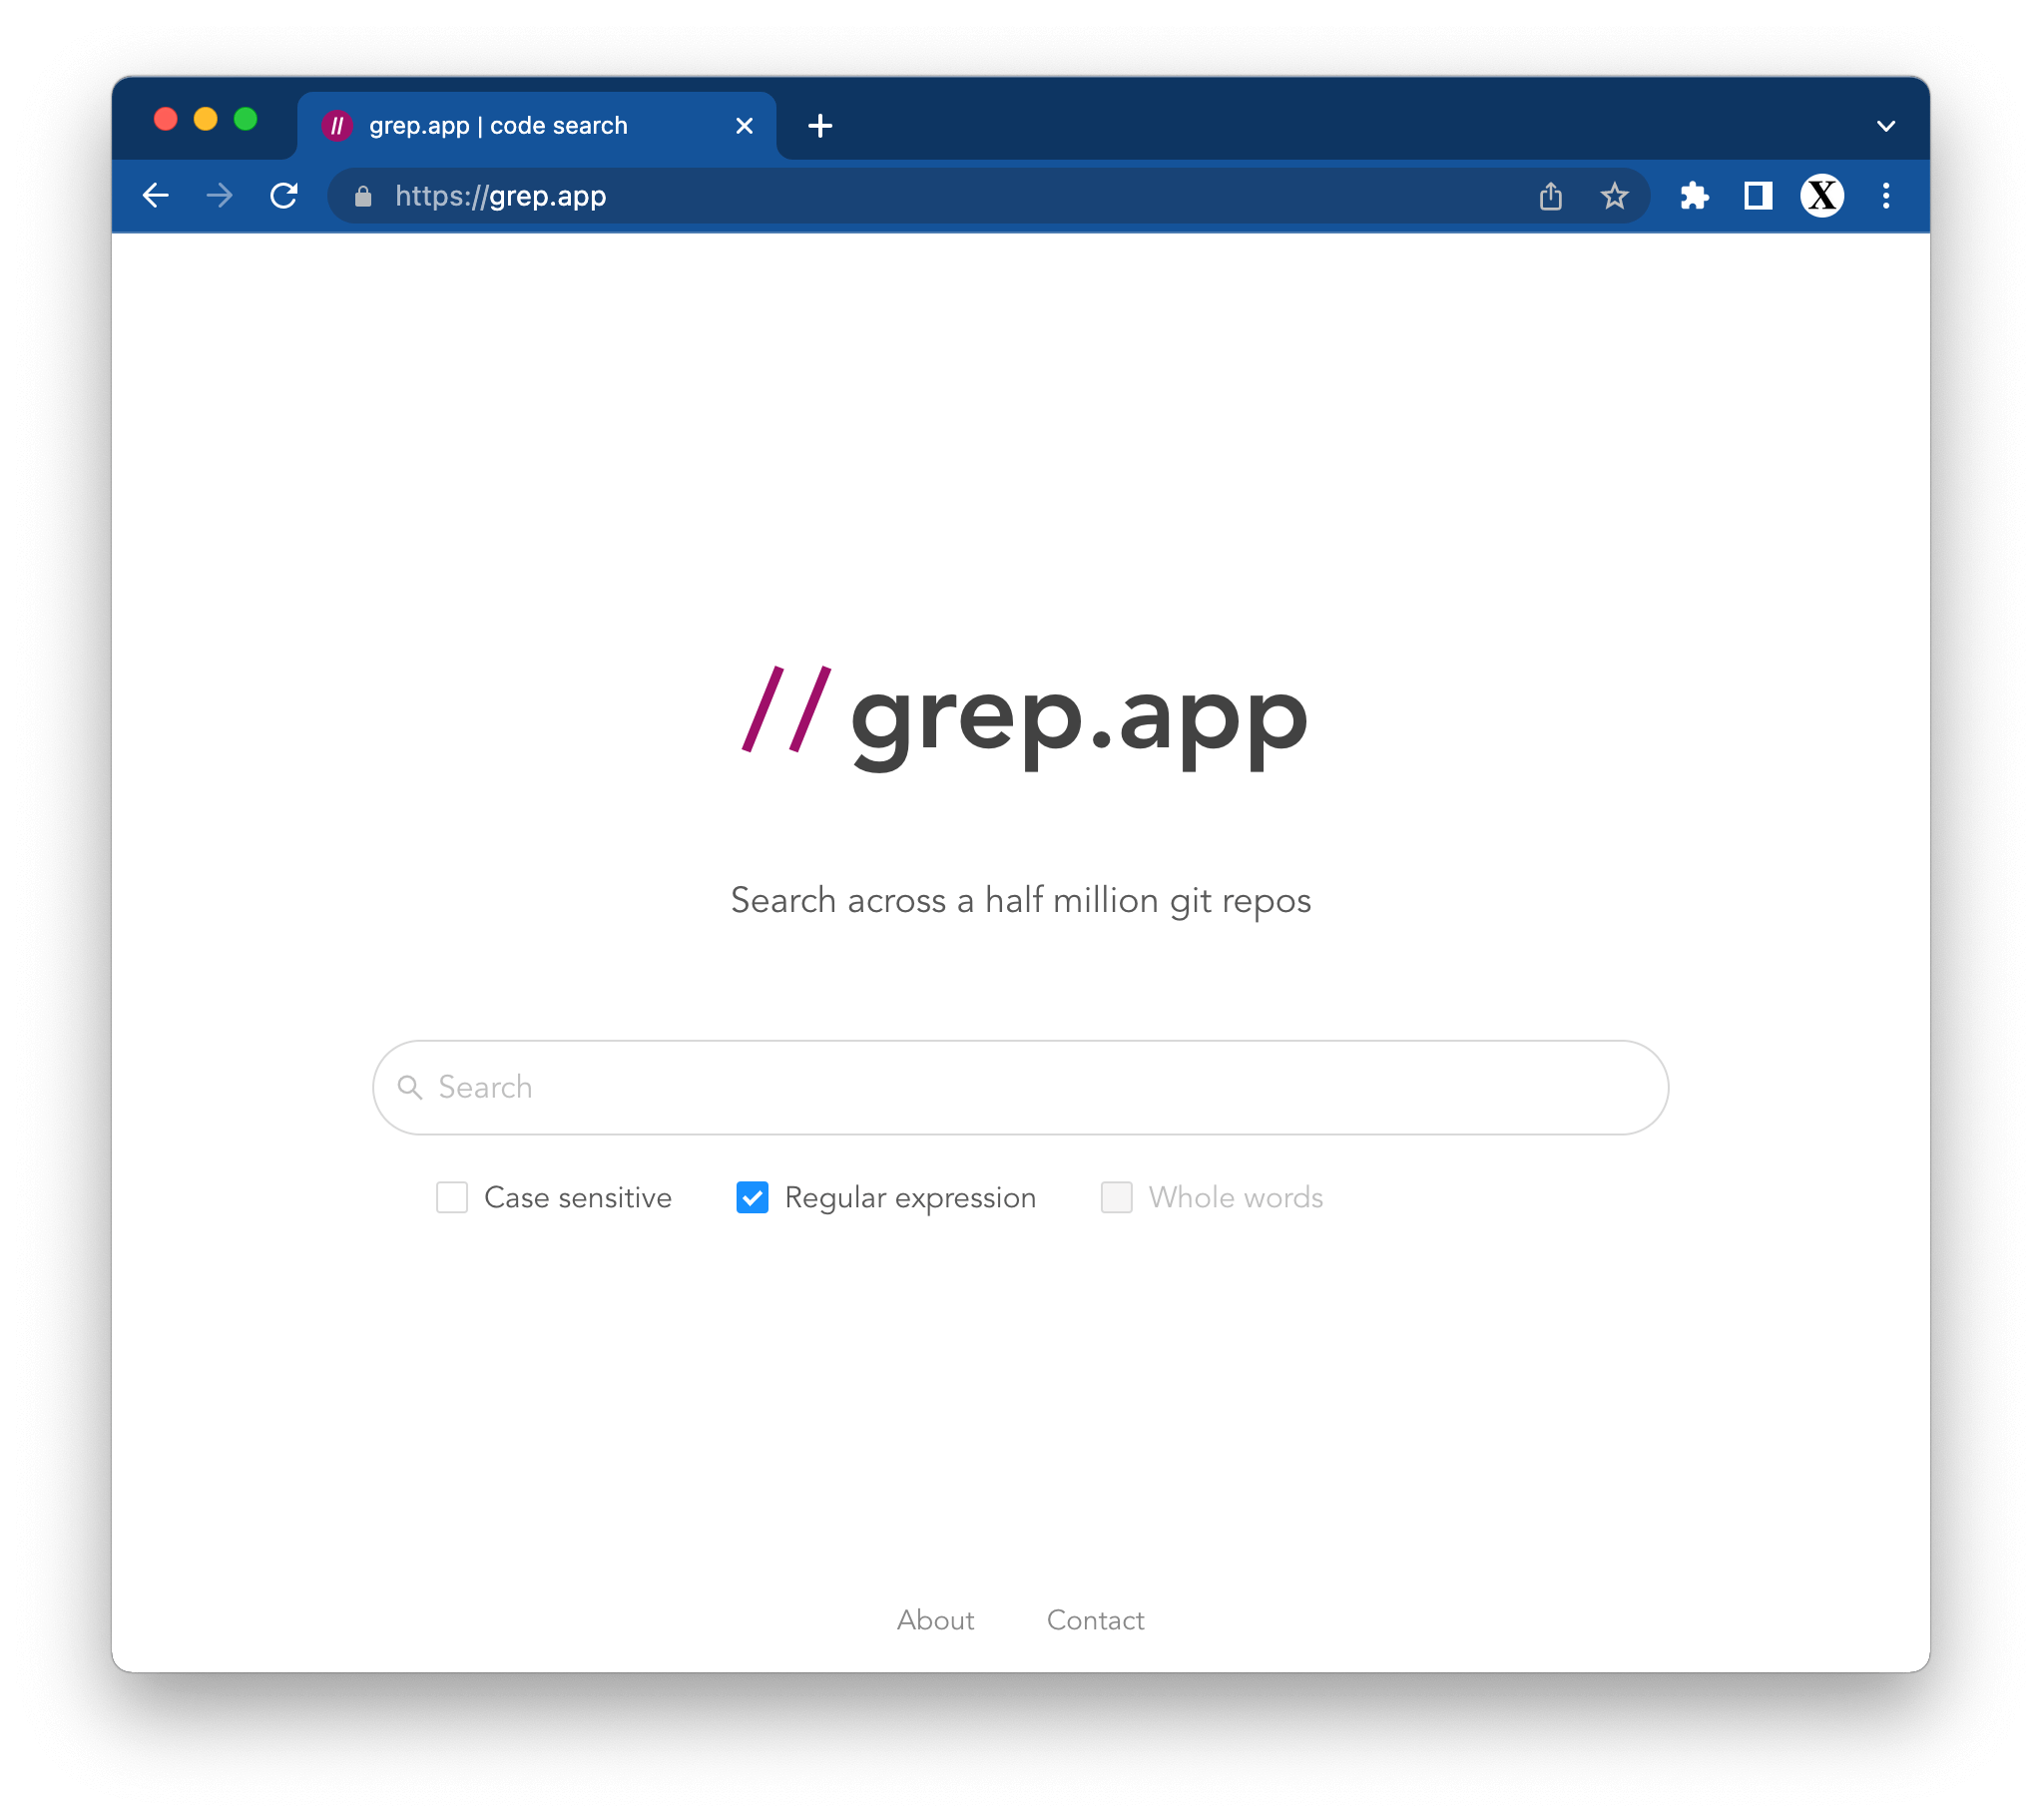 // grep.app | code search
https://grep.app
X
// grep.app
Search across a half million git repos
Search
Case sensitive Regular expression Whole words
About Contact